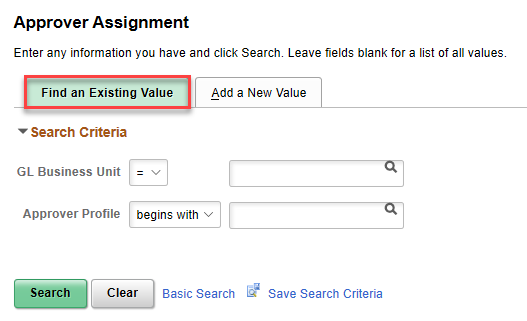 Approver Assignment
Enter any information you have and click Search. Leave fields blank for a list of all values.
Find an Existing Value Add a New Value
Search Criteria
GL Business Unit =
Approver Profile begins with
Search Clear Basic Search Save Search Criteria